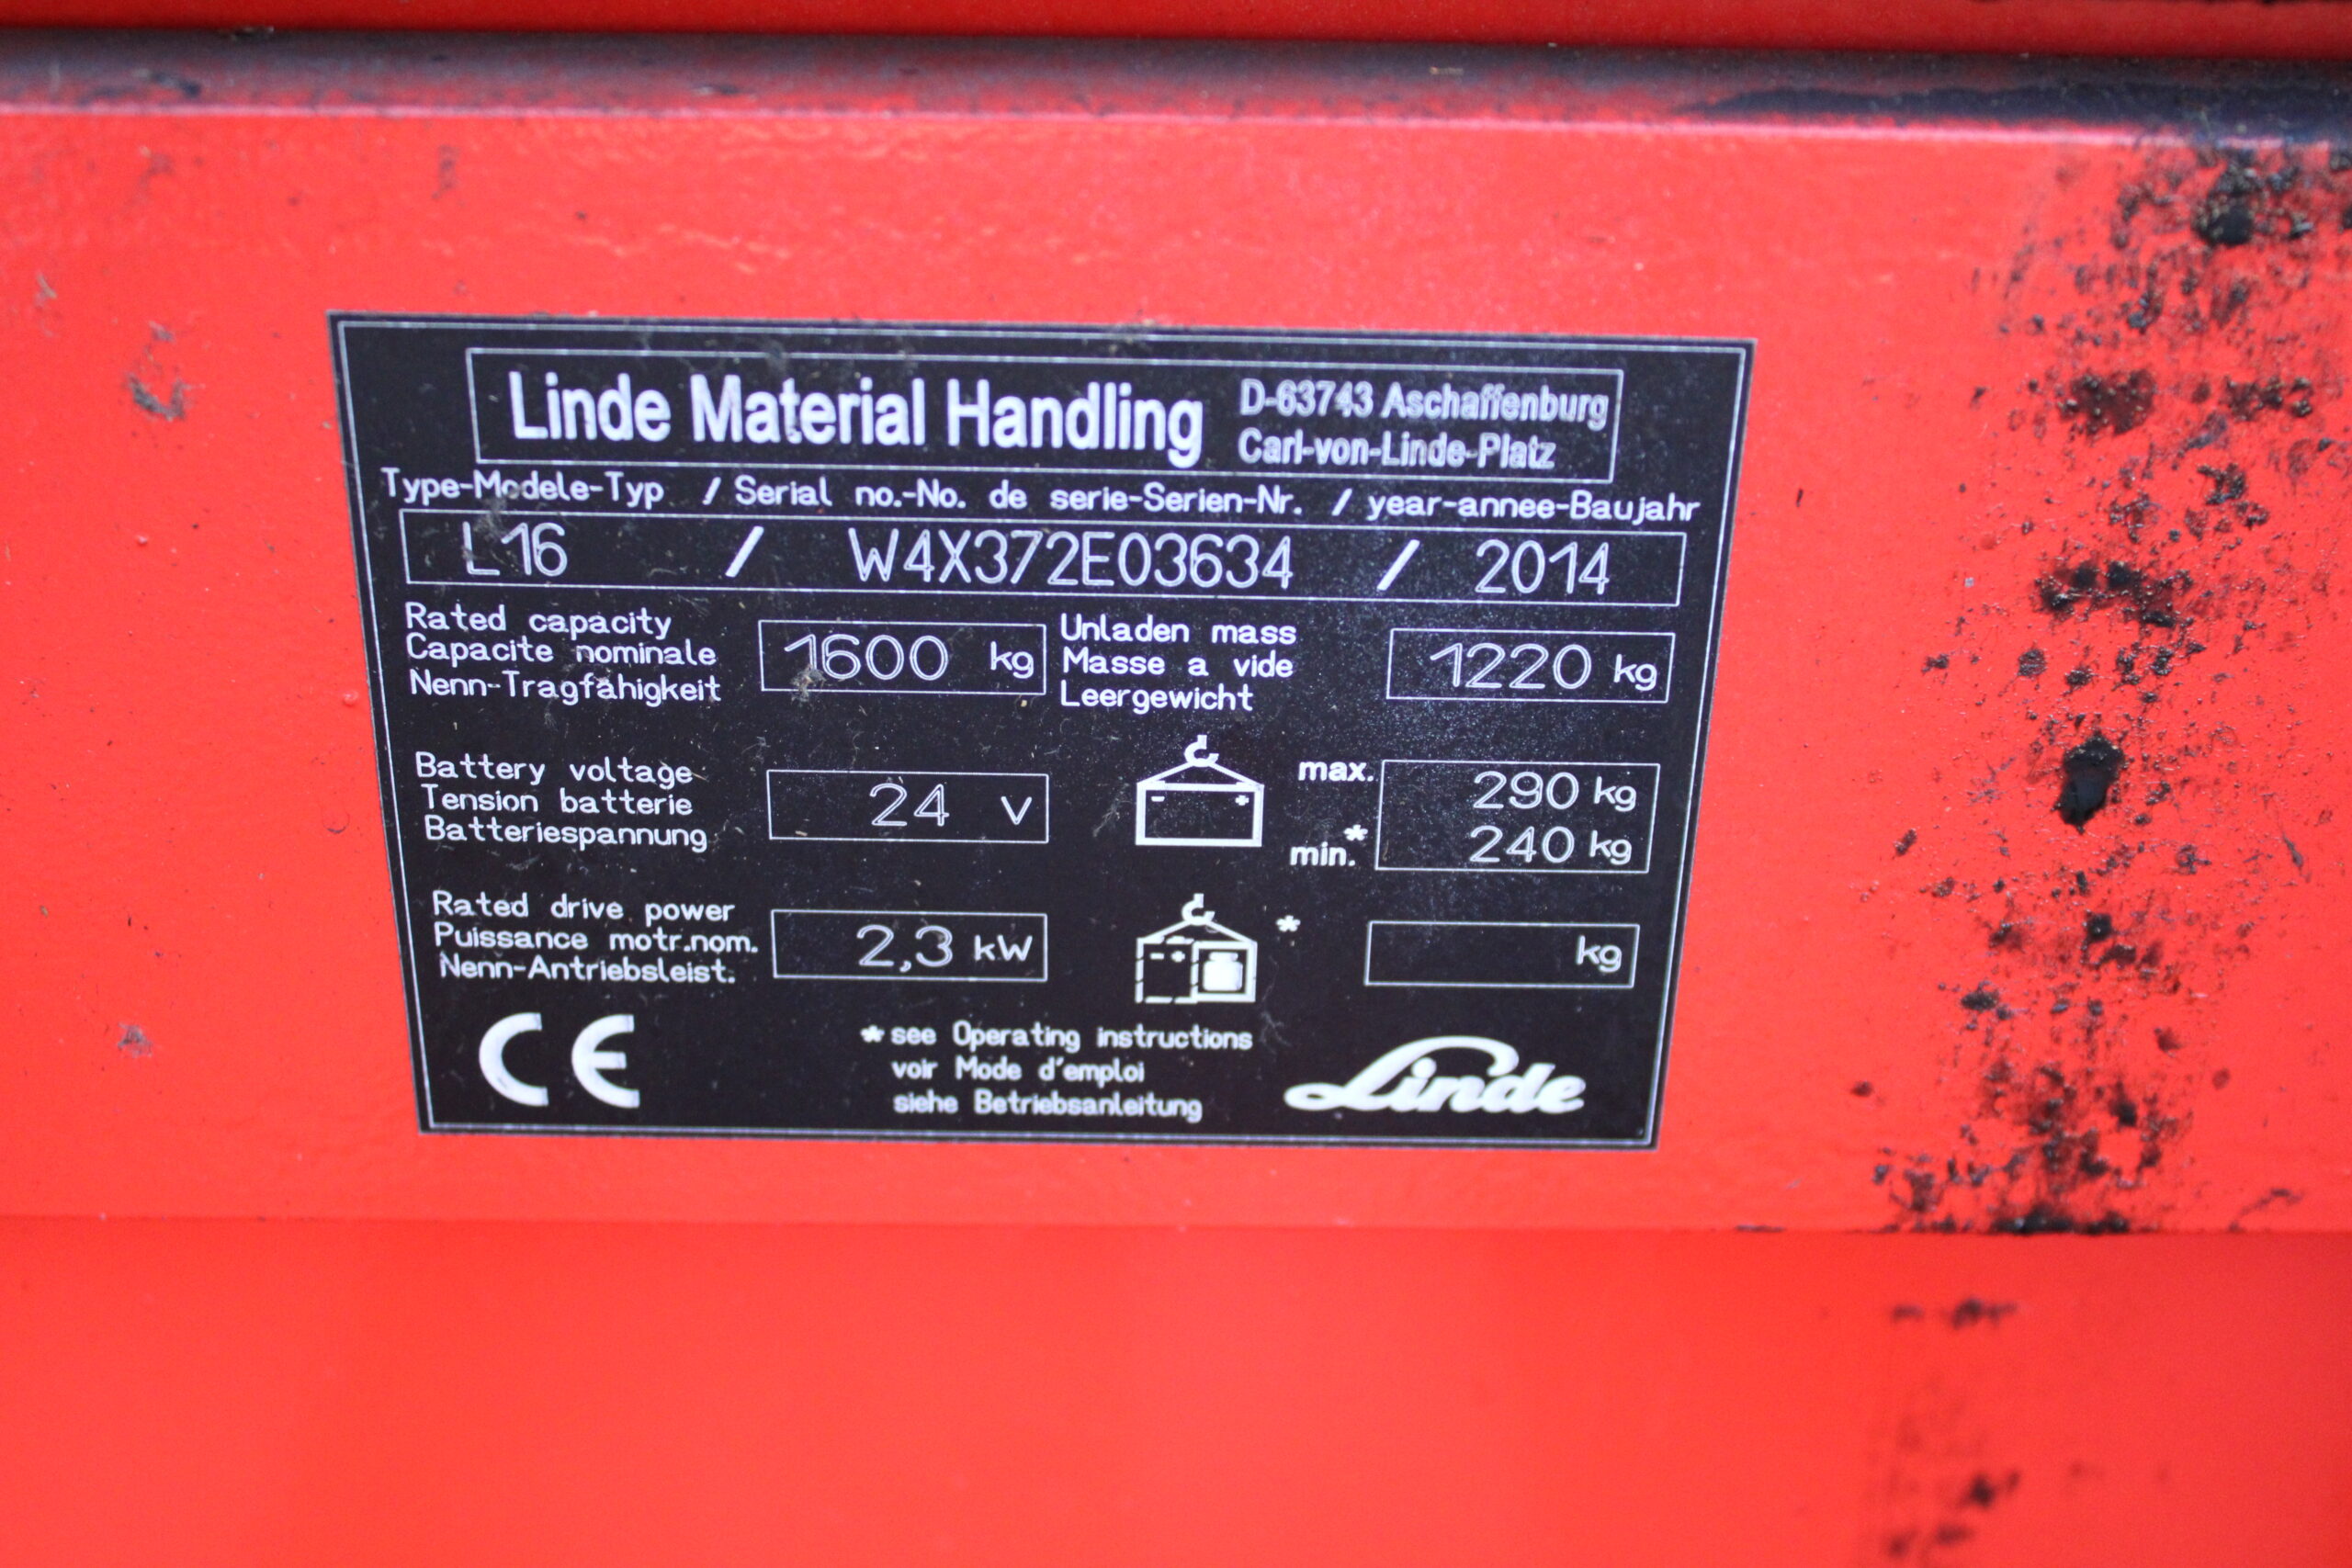 Linde Material Handling
D-63743 Aschaffenburg
Carl-von-Linde-Platz
Type-Modele-Typ / Serial no.-No. de serie-Serien-Nr. / year-annee-Baujahr
L16 / W4X372E03634 / 2014
Rated capacity
Capacite nominale
Nenn-Tragfähigkeit
1600 kg
Unladen mass
Masse a vide
Leergewicht
1220 kg
Battery voltage
Tension batterie
Batteriespannung
24 V
- +
max. 290 kg
min.* 240 kg
Rated drive power
Puissance motr.nom.
Nenn-Antriebsleist.
2,3 kW
- +
* kg
CE
* see Operating instructions
voir Mode d'emploi
siehe Betriebsanleitung
Linde